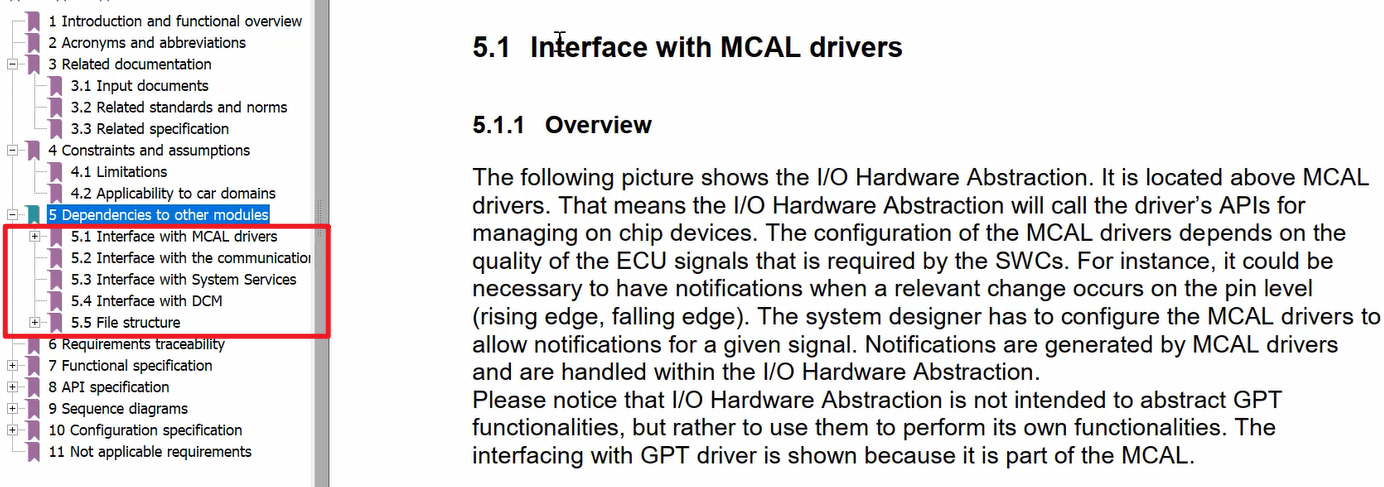 1 Introduction and functional overview
2 Acronyms and abbreviations
3 Related documentation
3.1 Input documents
3.2 Related standards and norms
3.3 Related specification
4 Constraints and assumptions
4.1 Limitations
4.2 Applicability to car domains
5 Dependencies to other modules
5.1 Interface with MCAL drivers
5.2 Interface with the communication
5.3 Interface with System Services
5.4 Interface with DCM
5.5 File structure
6 Requirements traceability
7 Functional specification
8 API specification
9 Sequence diagrams
10 Configuration specification
11 Not applicable requirements
5.1 Interface with MCAL drivers
5.1.1 Overview
The following picture shows the I/O Hardware Abstraction. It is located above MCAL
drivers. That means the I/O Hardware Abstraction will call the driver's APIs for
managing on chip devices. The configuration of the MCAL drivers depends on the
quality of the ECU signals that is required by the SWCs. For instance, it could be
necessary to have notifications when a relevant change occurs on the pin level
(rising edge, falling edge). The system designer has to configure the MCAL drivers to
allow notifications for a given signal. Notifications are generated by MCAL drivers
and are handled within the I/O Hardware Abstraction.
Please notice that I/O Hardware Abstraction is not intended to abstract GPT
functionalities, but rather to use them to perform its own functionalities. The
interfacing with GPT driver is shown because it is part of the MCAL.